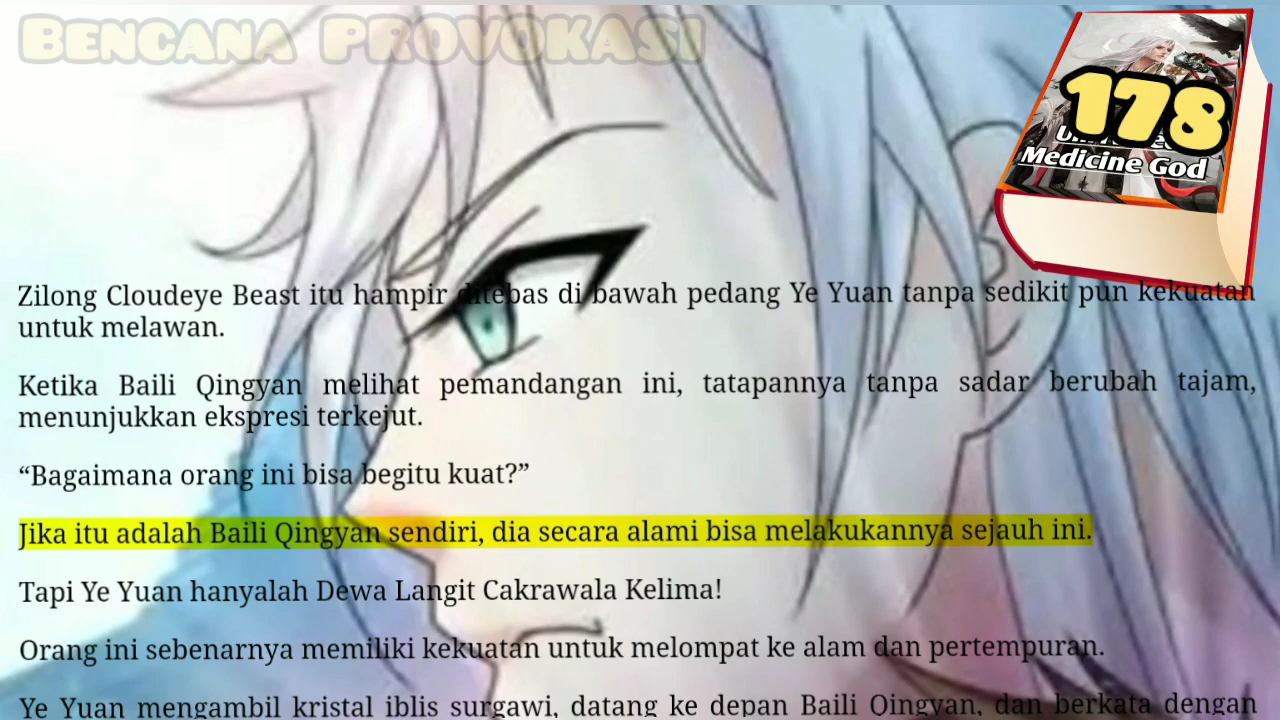 BENCANA PROVOKASI
178
Medicine God
Zilong Cloudeye Beast itu hampir ditebas di bawah pedang Ye Yuan tanpa sedikit pun kekuatan
untuk melawan.
Ketika Baili Qingyan melihat pemandangan ini, tatapannya tanpa sadar berubah tajam,
menunjukkan ekspresi terkejut.
“Bagaimana orang ini bisa begitu kuat?”
Jika itu adalah Baili Qingyan sendiri, dia secara alami bisa melakukannya sejauh ini.
Tapi Ye Yuan hanyalah Dewa Langit Cakrawala Kelima!
Orang ini sebenarnya memiliki kekuatan untuk melompat ke alam dan pertempuran.
Ye Yuan mengambil kristal iblis surgawi, datang ke depan Baili Qingyan, dan berkata dengan